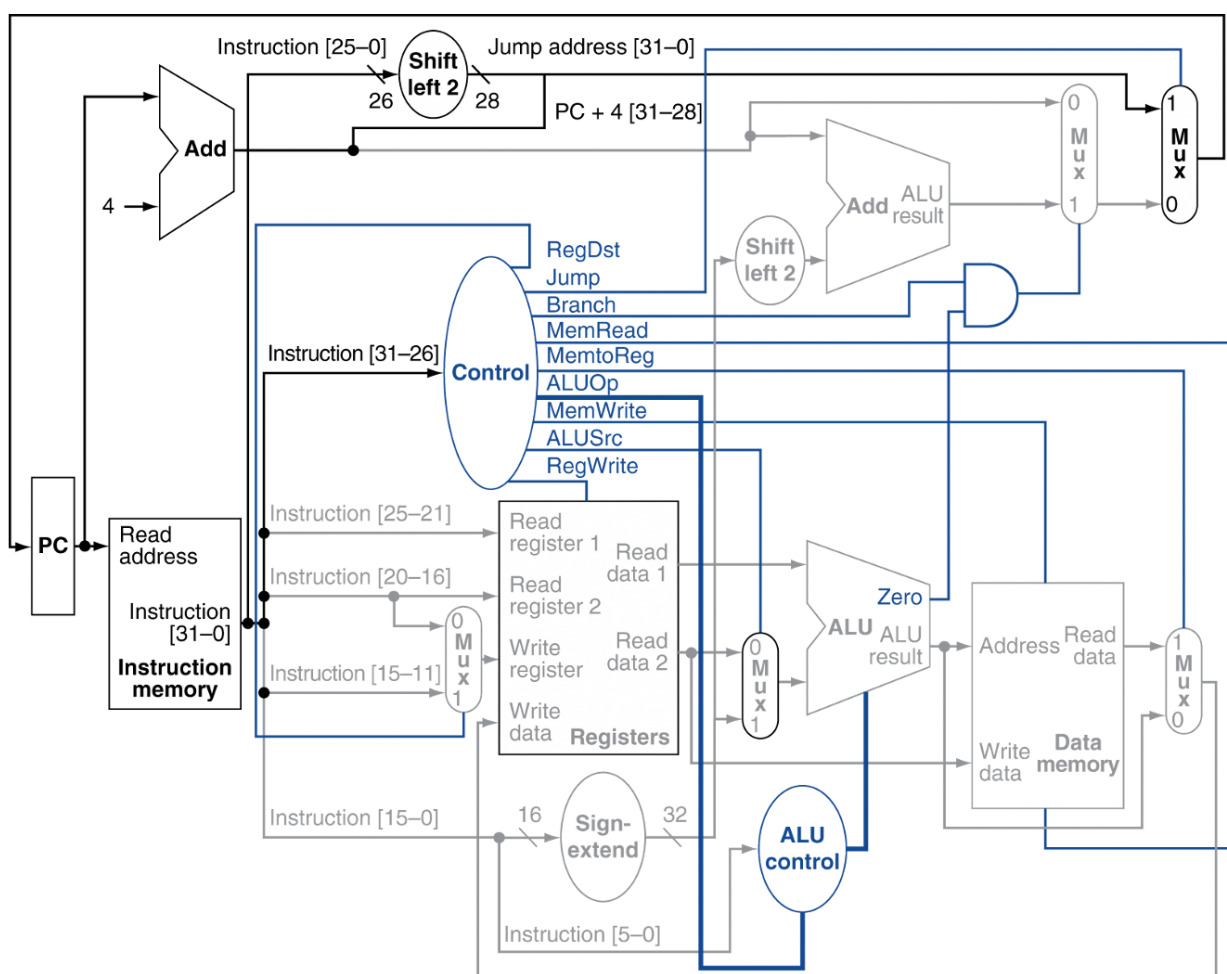 Instruction [25–0]
Shift
left 2
Jump address [31–0]
26
28
PC + 4 [31–28]
Add
4
0
M
u
x
1
1
M
u
x
0
Add
ALU
result
Shift
left 2
RegDst
Jump
Branch
MemRead
MemtoReg
ALUOp
MemWrite
ALUSrc
RegWrite
Instruction [31–26]
Control
PC
Read
address
Instruction
[31–0]
Instruction
memory
Instruction [25–21]
Instruction [20–16]
Instruction [15–11]
0
M
u
x
1
Read
register 1
Read
register 2
Write
register
Write
data
Read
data 1
Read
data 2
Registers
0
M
u
x
1
Zero
ALU
ALU
result
Address
Read
data
Write
data
Data
memory
1
M
u
x
0
Instruction [15–0]
16
Sign-
extend
32
ALU
control
Instruction [5–0]